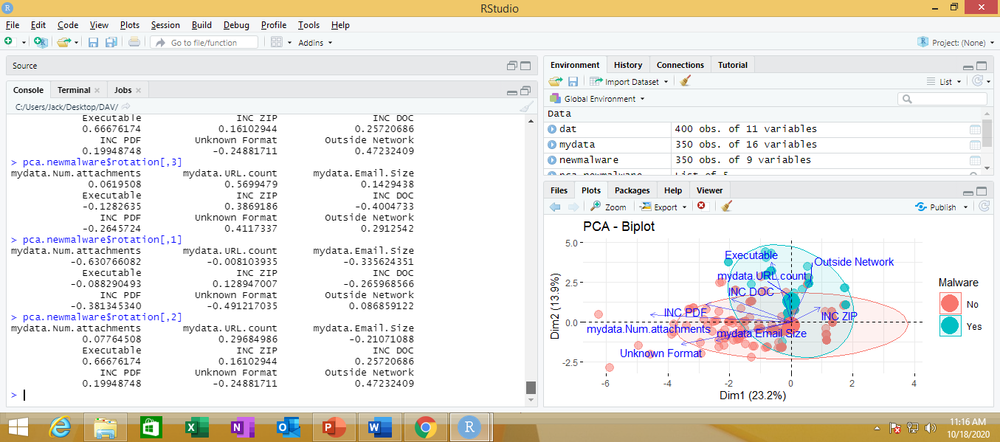 RStudio
File Edit Code View Plots Session Build Debug Profile Tools Help
Go to file/function Addins Project: (None)
Source
Console Terminal Jobs
C:/Users/Jack/Desktop/DAV/
Executable INC ZIP INC DOC
0.66676174 0.16102944 0.25720686
INC PDF Unknown Format Outside Network
0.19948748 -0.24881711 0.47232409
> pca.newmalware$rotation[,3]
mydata.Num.attachments mydata.URL.count mydata.Email.Size
0.0619508 0.5699479 0.1429438
Executable INC ZIP INC DOC
-0.1282635 0.3869186 -0.4004733
INC PDF Unknown Format Outside Network
-0.2645724 0.4117337 0.2912542
> pca.newmalware$rotation[,1]
mydata.Num.attachments mydata.URL.count mydata.Email.Size
-0.630766082 -0.008103935 -0.335624351
Executable INC ZIP INC DOC
-0.088290493 0.128947007 -0.265968566
INC PDF Unknown Format Outside Network
-0.381345340 -0.491217035 0.086859122
> pca.newmalware$rotation[,2]
mydata.Num.attachments mydata.URL.count mydata.Email.Size
0.07764508 0.29684986 -0.21071088
Executable INC ZIP INC DOC
0.66676174 0.16102944 0.25720686
INC PDF Unknown Format Outside Network
0.19948748 -0.24881711 0.47232409
>
Environment History Connections Tutorial
Import Dataset List
Global Environment
Data
dat 400 obs. of 11 variables
mydata 350 obs. of 16 variables
newmalware 350 obs. of 9 variables
pca.newmalware List of 5
Files Plots Packages Help Viewer
Zoom Export Publish
PCA - Biplot
5.0
2.5
0.0
-2.5
Dim2 (13.9%)
Executable
Outside Network
mydata.URL.count
INC DOC
INC PDF
INC ZIP
mydata.Num.attachments
mydata.Email.Size
Unknown Format
-6 -4 -2 0 2 4
Dim1 (23.2%)
Malware
No
Yes
11:16 AM
10/18/2020